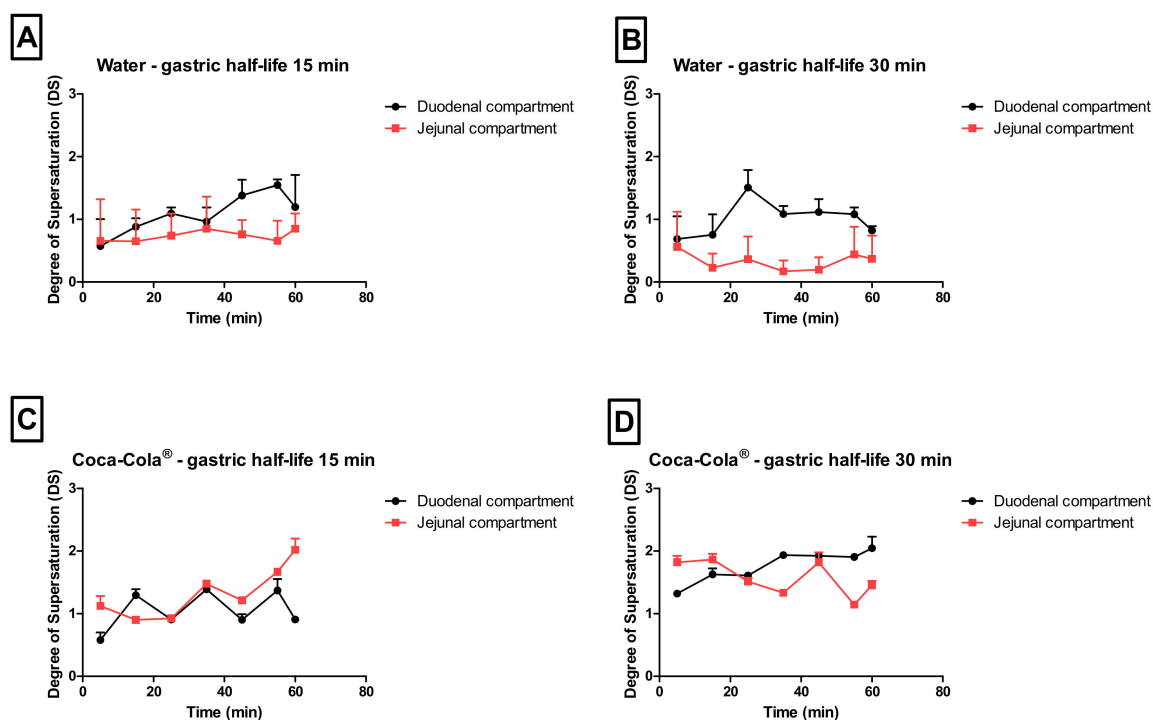 A
Water - gastric half-life 15 min
Degree of Supersaturation (DS)
3
2
1
0
0 20 40 60 80
Time (min)
Duodenal compartment
Jejunal compartment
B
Water - gastric half-life 30 min
Degree of Supersaturation (DS)
3
2
1
0
0 20 40 60 80
Time (min)
Duodenal compartment
Jejunal compartment
C
Coca-Cola® - gastric half-life 15 min
Degree of Supersaturation (DS)
3
2
1
0
0 20 40 60 80
Time (min)
Duodenal compartment
Jejunal compartment
D
Coca-Cola® - gastric half-life 30 min
Degree of Supersaturation (DS)
3
2
1
0
0 20 40 60 80
Time (min)
Duodenal compartment
Jejunal compartment